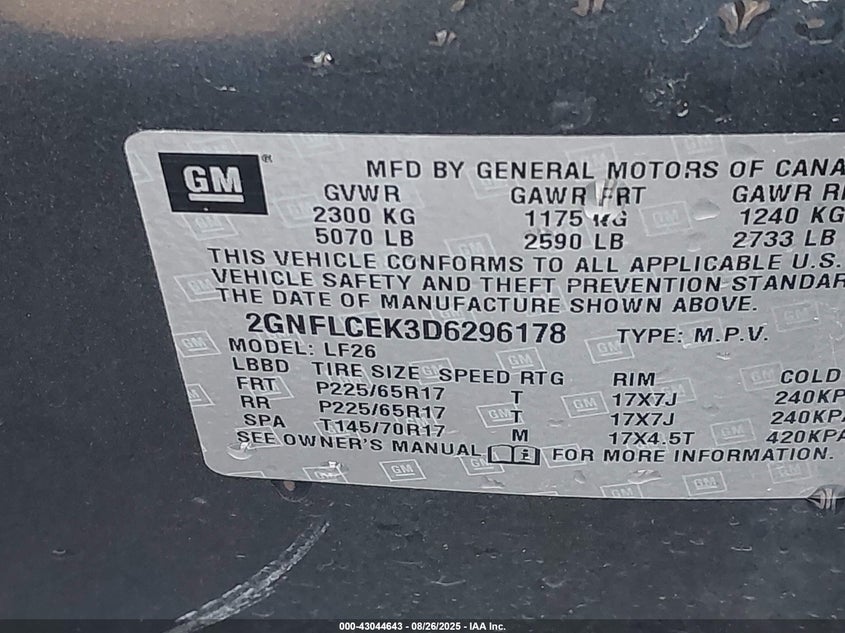 GM®
MFD BY GENERAL MOTORS OF CANA
GVWR GAWR FRT GAWR R
2300 KG 1175 KG 1240 KG
5070 LB 2590 LB 2733 LB
THIS VEHICLE CONFORMS TO ALL APPLICABLE U.S.
VEHICLE SAFETY AND THEFT PREVENTION STANDAR
THE DATE OF MANUFACTURE SHOWN ABOVE.
2GNFLCEK3D6296178 TYPE: M.P.V.
MODEL: LF26
LBBD TIRE SIZE SPEED RTG RIM COLD
FRT P225/65R17 T 17X7J 240KP
RR P225/65R17 T 17X7J 240KPA
SPA T145/70R17 M 17X4.5T 420KPA
SEE OWNER'S MANUAL FOR MORE INFORMATION.
000-43044643 - 08/26/2025 - IAA Inc.